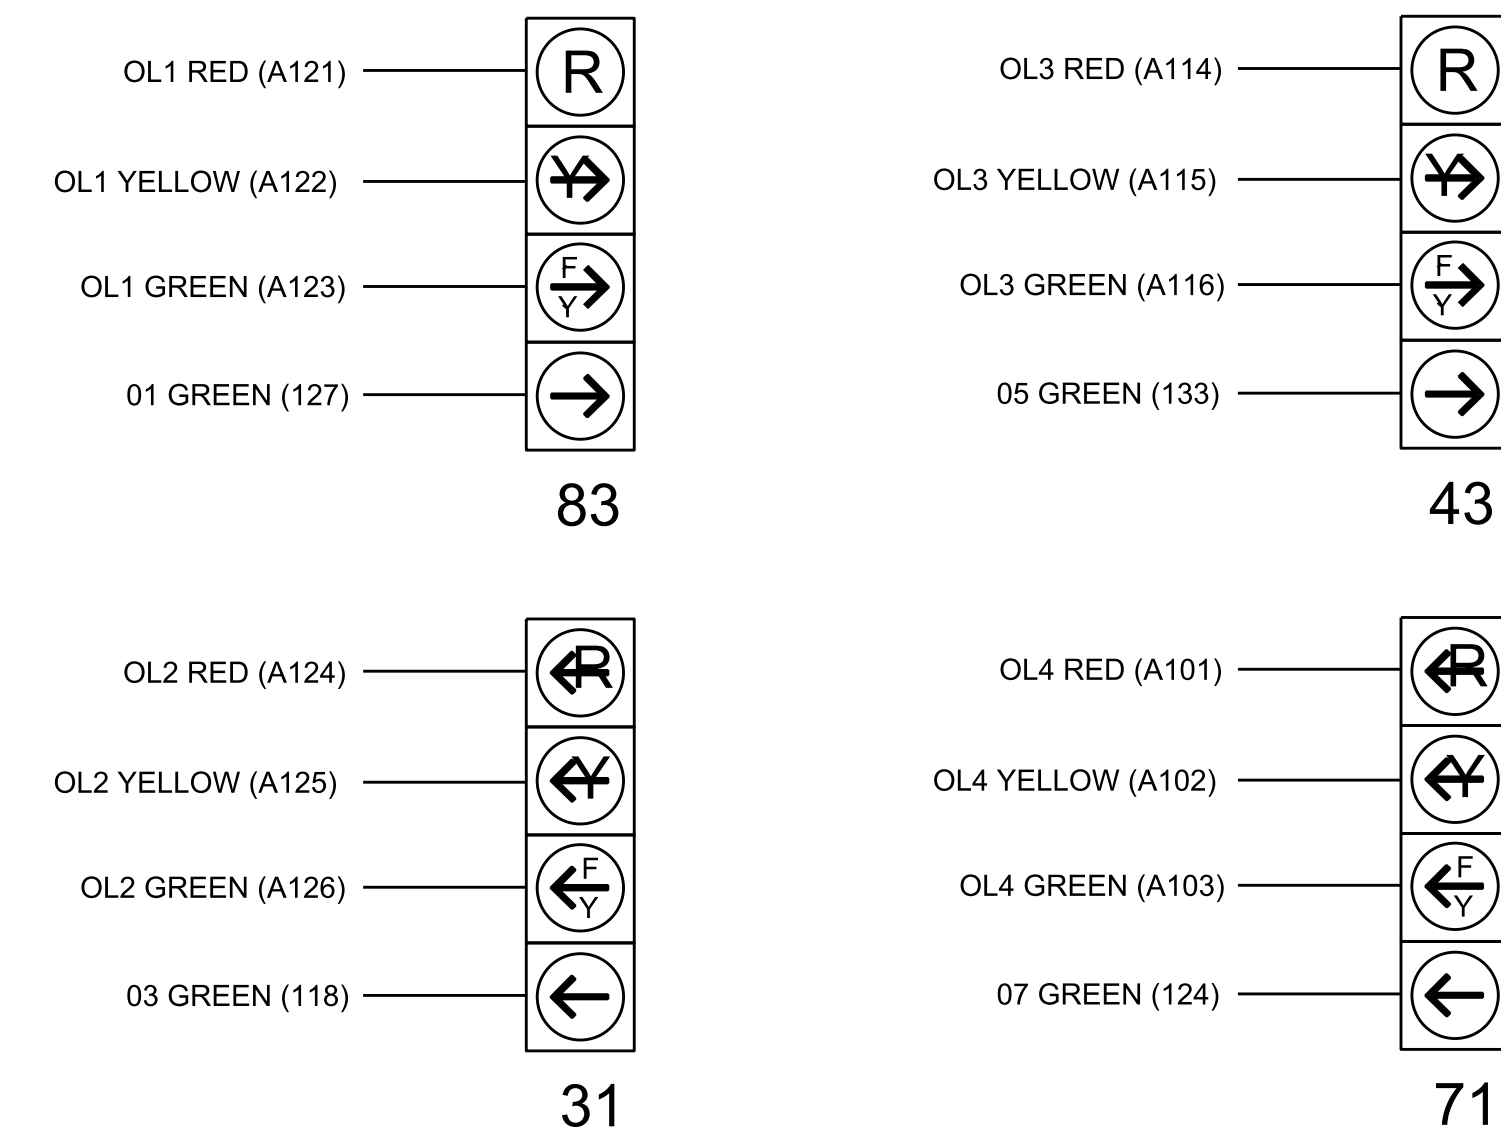 OL1 RED (A121)
R
OL1 YELLOW (A122)
Y
OL1 GREEN (A123)
F
Y
01 GREEN (127)
83
OL3 RED (A114)
R
OL3 YELLOW (A115)
Y
OL3 GREEN (A116)
F
Y
05 GREEN (133)
43
OL2 RED (A124)
R
OL2 YELLOW (A125)
Y
OL2 GREEN (A126)
F
Y
03 GREEN (118)
31
OL4 RED (A101)
R
OL4 YELLOW (A102)
Y
OL4 GREEN (A103)
F
Y
07 GREEN (124)
71